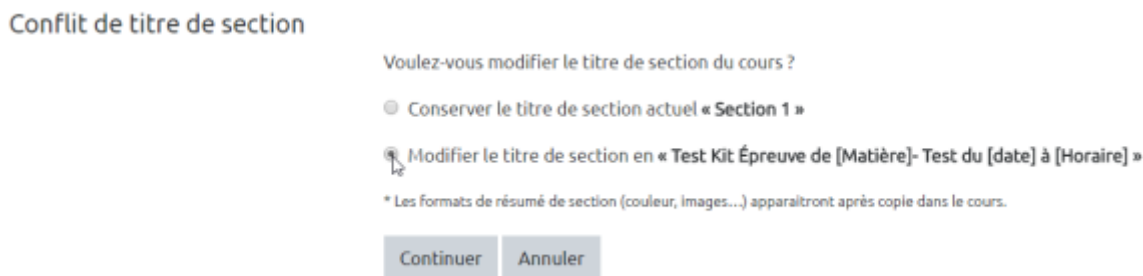 Conflit de titre de section
Voulez-vous modifier le titre de section du cours ?
Conserver le titre de section actuel « Section 1 »
Modifier le titre de section en « Test Kit Épreuve de [Matière]- Test du [date] à [Horaire] »
* Les formats de résumé de section (couleur, images...) apparaitront après copie dans le cours.
Continuer Annuler